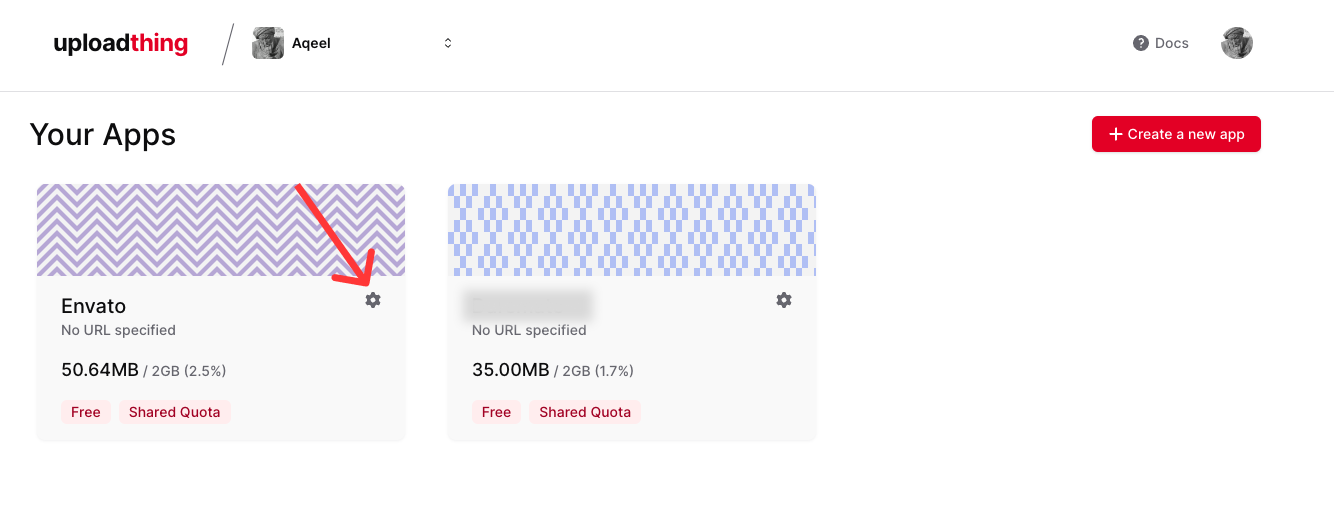 uploadthing
Aqeel
Docs
Your Apps
Create a new app
Envato
No URL specified
50.64MB / 2GB (2.5%)
Free
Shared Quota
No URL specified
35.00MB / 2GB (1.7%)
Free
Shared Quota